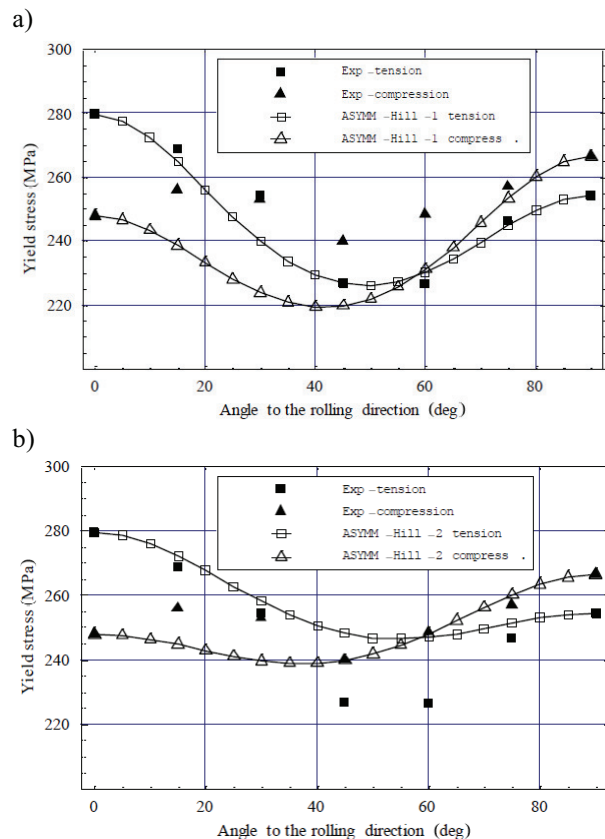 a)
300
280
260
240
220
Yield stress (MPa)
Exp -tension
Exp -compression
ASYMM -Hill -1 tension
ASYMM -Hill -1 compress .
0 20 40 60 80
Angle to the rolling direction (deg)
b)
300
280
260
240
220
Yield stress (MPa)
Exp -tension
Exp -compression
ASYMM -Hill -2 tension
ASYMM -Hill -2 compress .
0 20 40 60 80
Angle to the rolling direction (deg)